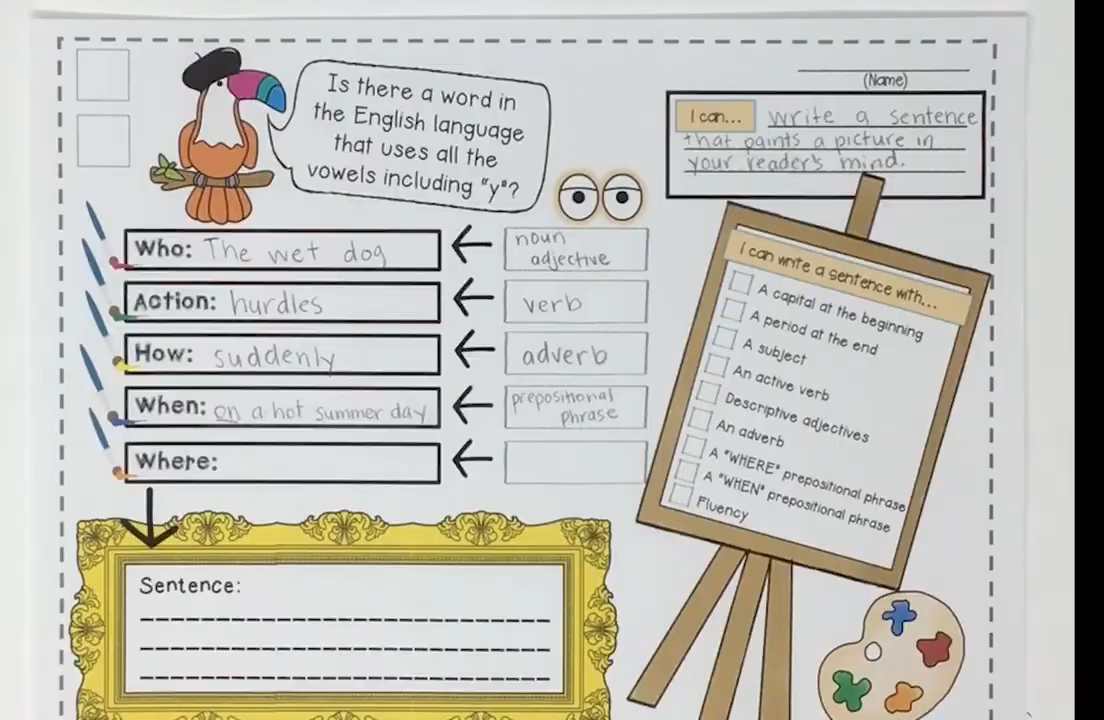 Is there a word in
the English language
that uses all the
vowels including "y"?
(Name)
I can... write a sentence
that paints a picture in
your reader's mind.
Who: The wet dog
noun
adjective
Action: hurdles
verb
How: suddenly
adverb
When: on a hot summer day
prepositional
phrase
Where:
I can write a sentence with...
A capital at the beginning
A period at the end
A subject
An active verb
Descriptive adjectives
An adverb
A "WHERE" prepositional phrase
A "WHEN" prepositional phrase
Fluency
Sentence: